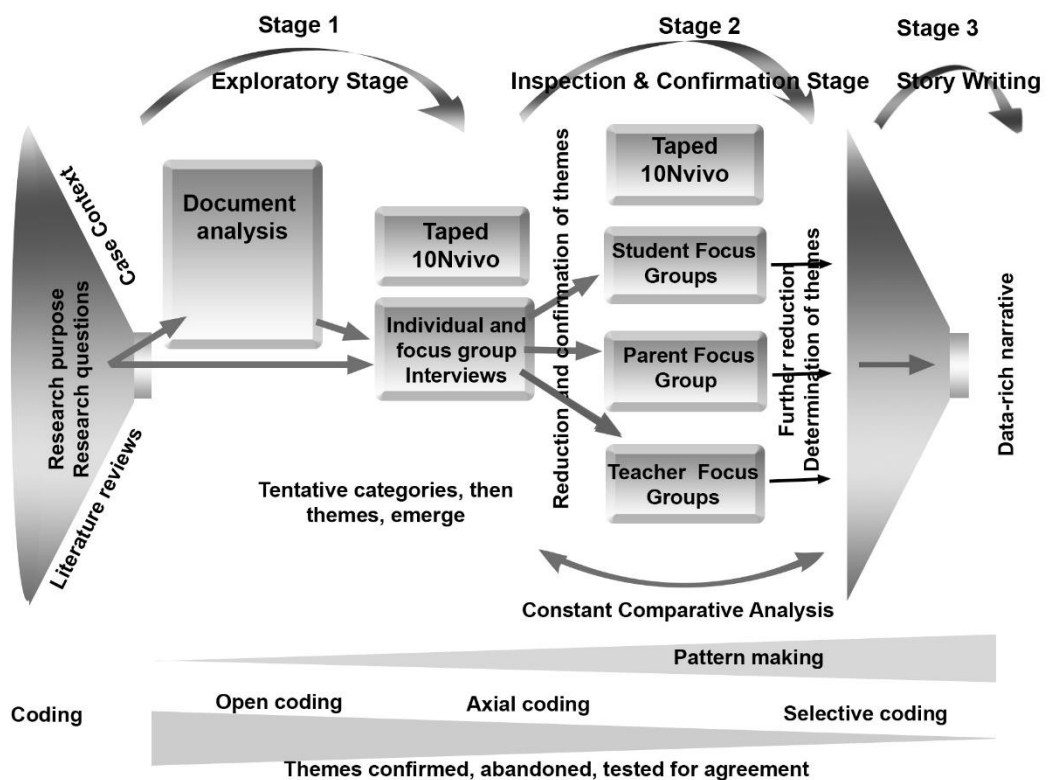 Stage 1
Stage 2
Stage 3
Exploratory Stage
Inspection & Confirmation Stage
Story Writing
Case Context
Research purpose
Research questions
Literature reviews
Document
analysis
Taped
10Nvivo
Individual and
focus group
Interviews
Tentative categories, then
themes, emerge
Reduction and confirmation of themes
Taped
10Nvivo
Student Focus
Groups
Parent Focus
Group
Teacher Focus
Groups
Further reduction
Determination of themes
Data-rich narrative
Constant Comparative Analysis
Pattern making
Coding
Open coding
Axial coding
Selective coding
Themes confirmed, abandoned, tested for agreement